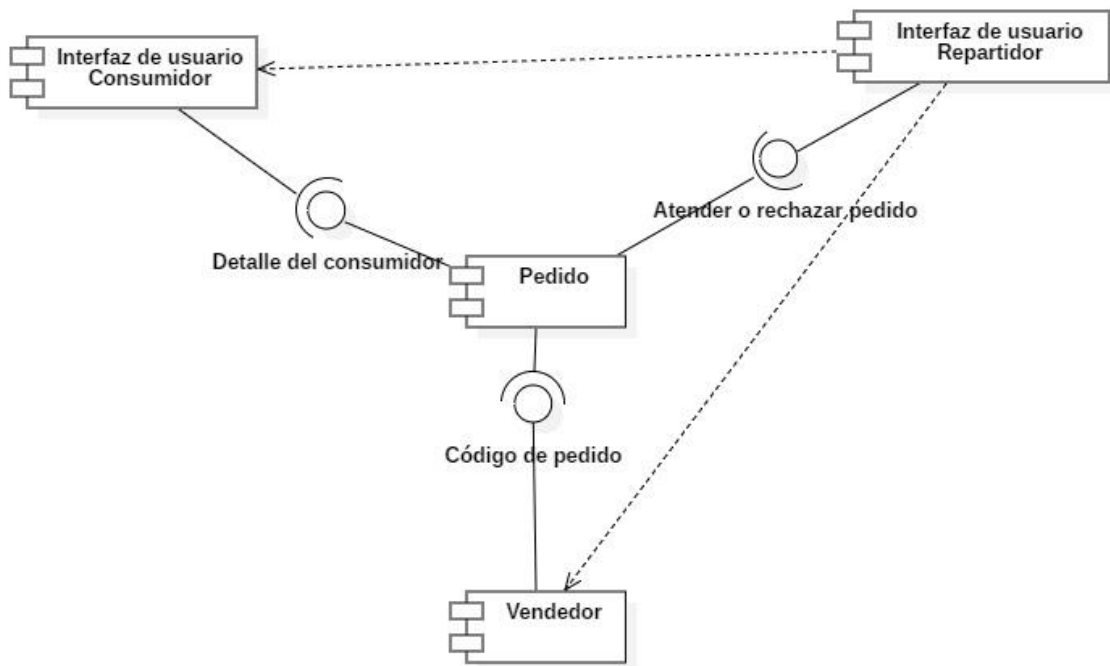 Interfaz de usuario
Consumidor
Interfaz de usuario
Repartidor
Atender o rechazar pedido
Detalle del consumidor
Pedido
Código de pedido
Vendedor